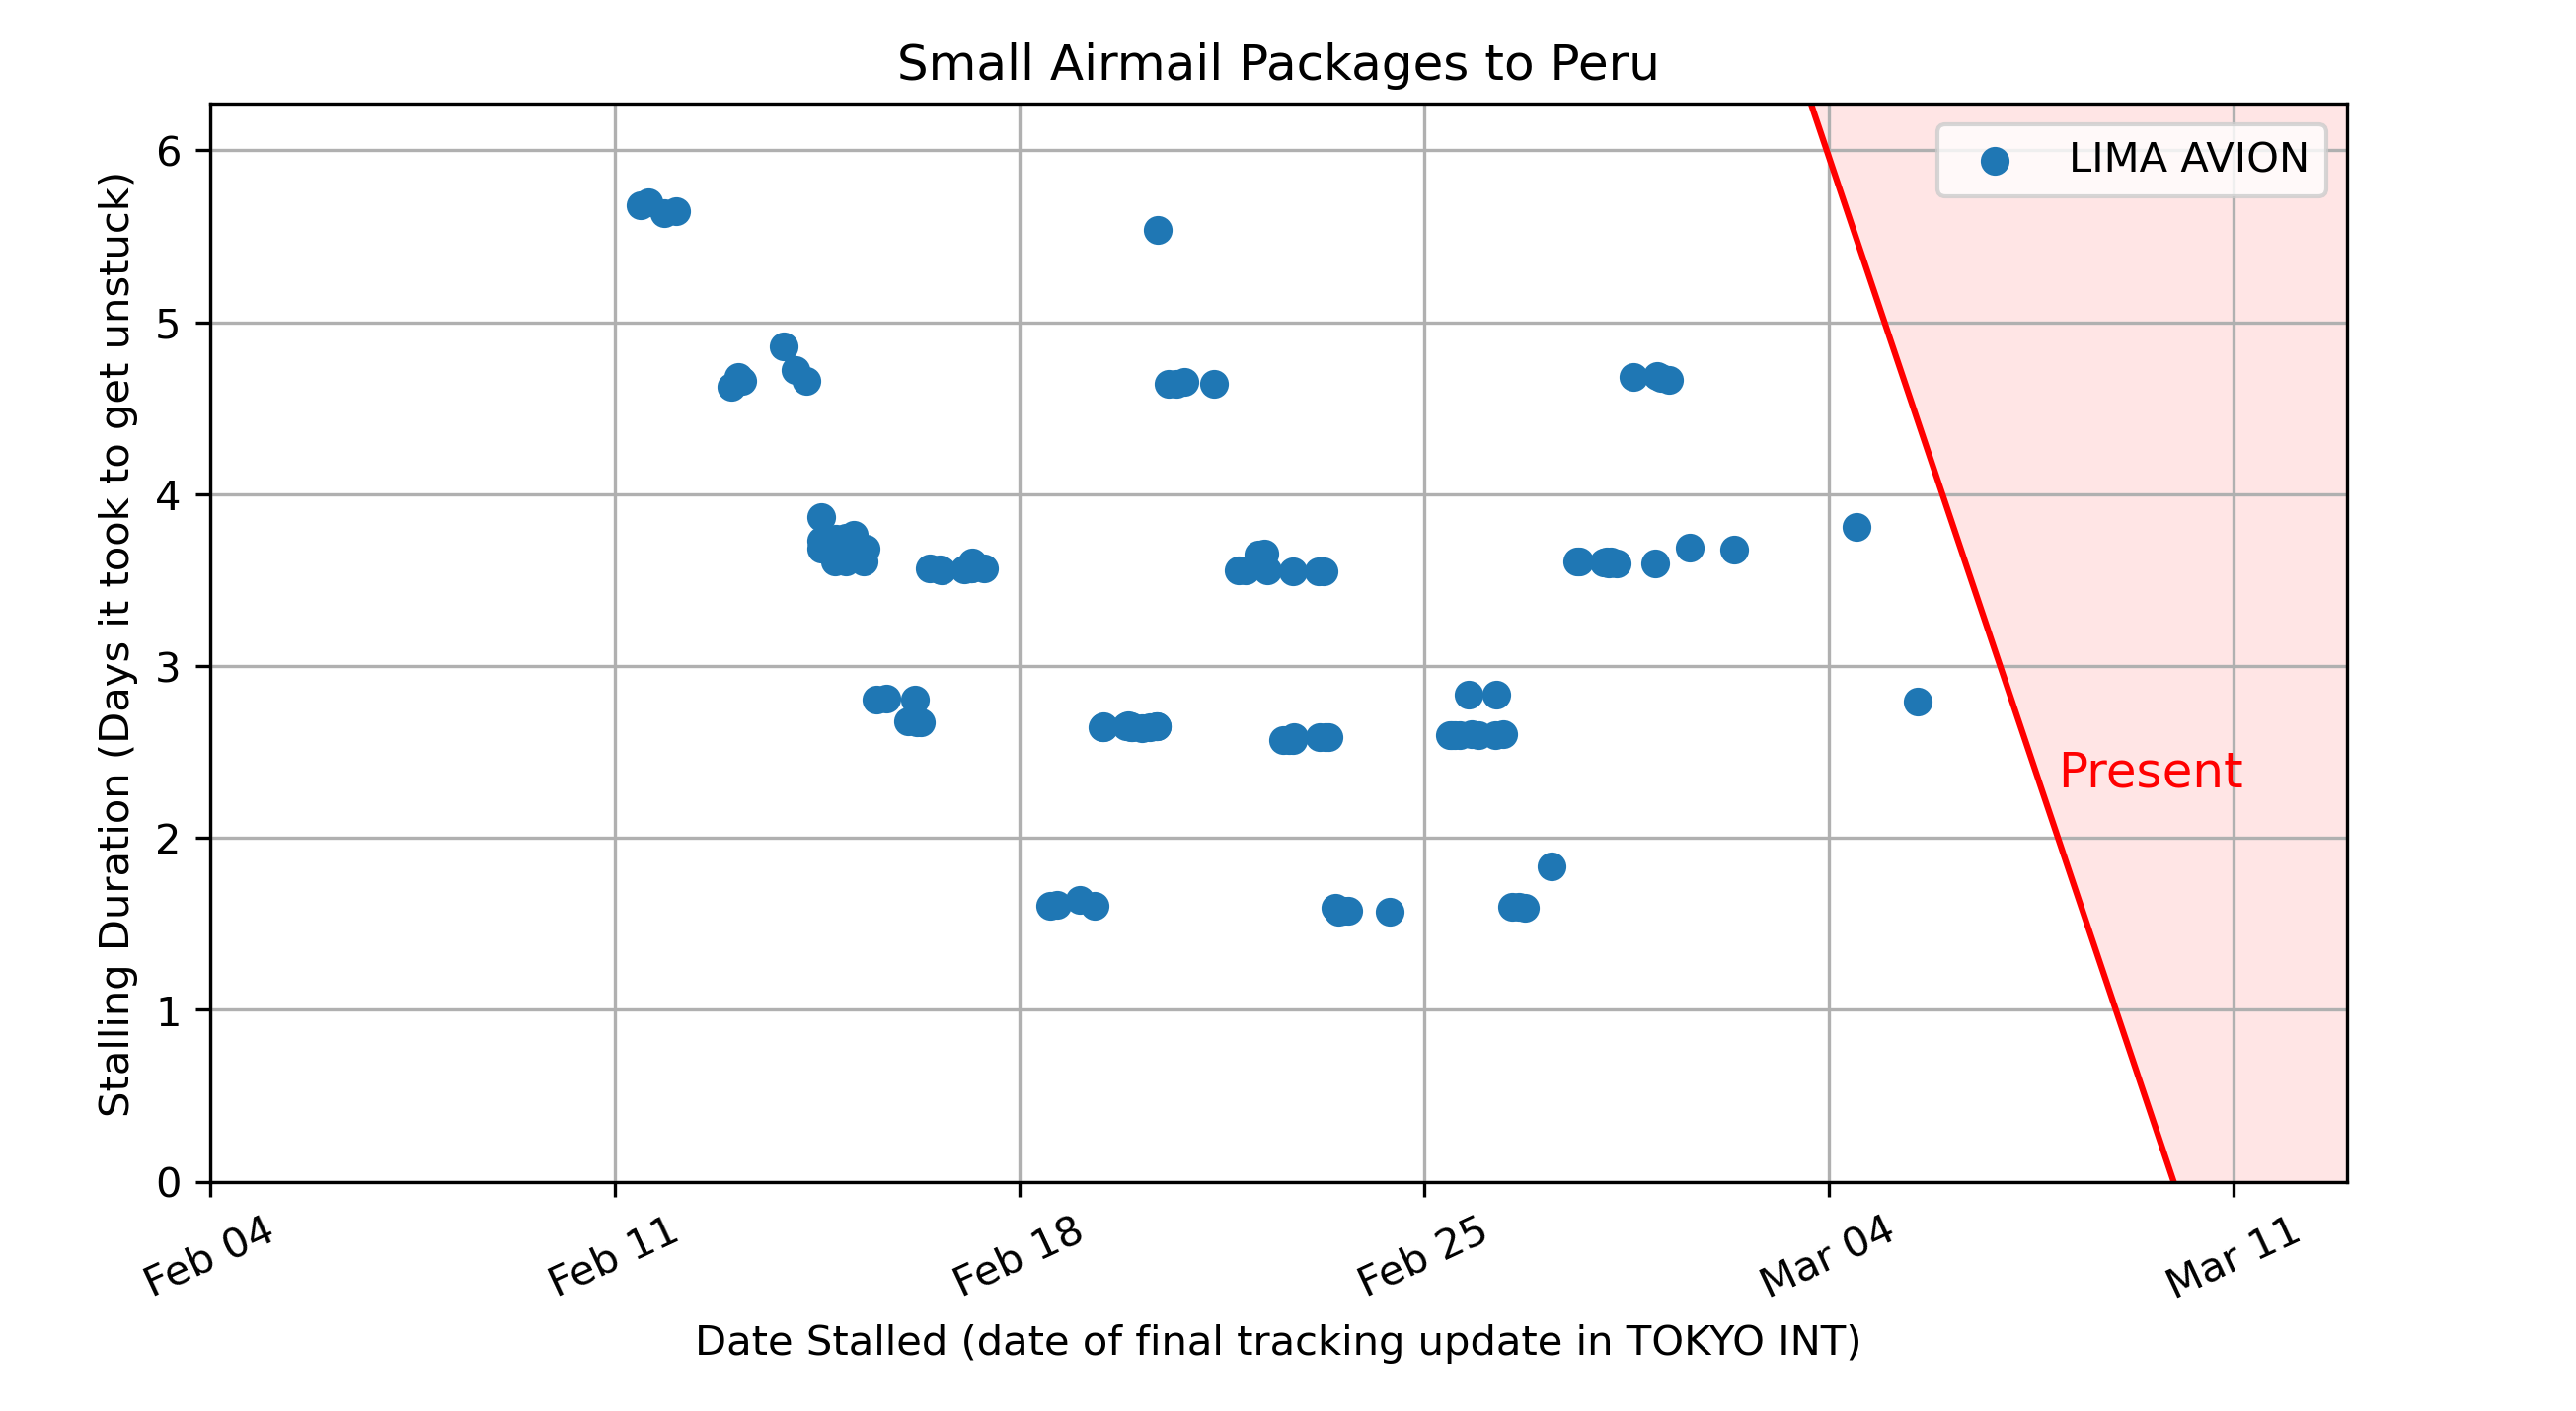 Small Airmail Packages to Peru
LIMA AVION
Stalling Duration (Days it took to get unstuck)
6
5
4
3
2
1
0
Present
Feb 04
Feb 11
Feb 18
Feb 25
Mar 04
Mar 11
Date Stalled (date of final tracking update in TOKYO INT)